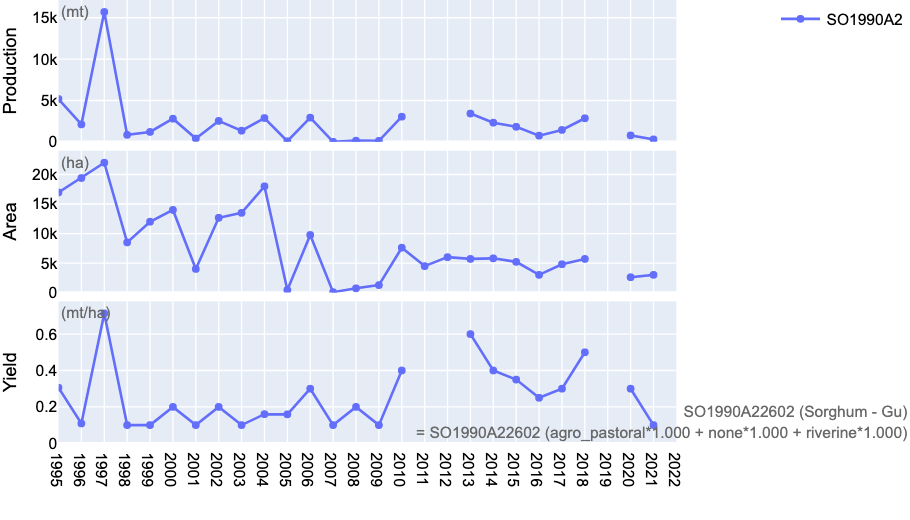 (mt)
15k
10k
5k
0
Production
SO1990A2
(ha)
20k
15k
10k
5k
0
Area
(mt/ha)
0.6
0.4
0.2
0
Yield
SO1990A22602 (Sorghum - Gu)
= SO1990A22602 (agro_pastoral*1.000 + none*1.000 + riverine*1.000)
1995
1996
1997
1998
1999
2000
2001
2002
2003
2004
2005
2006
2007
2008
2009
2010
2011
2012
2013
2014
2015
2016
2017
2018
2019
2020
2021
2022